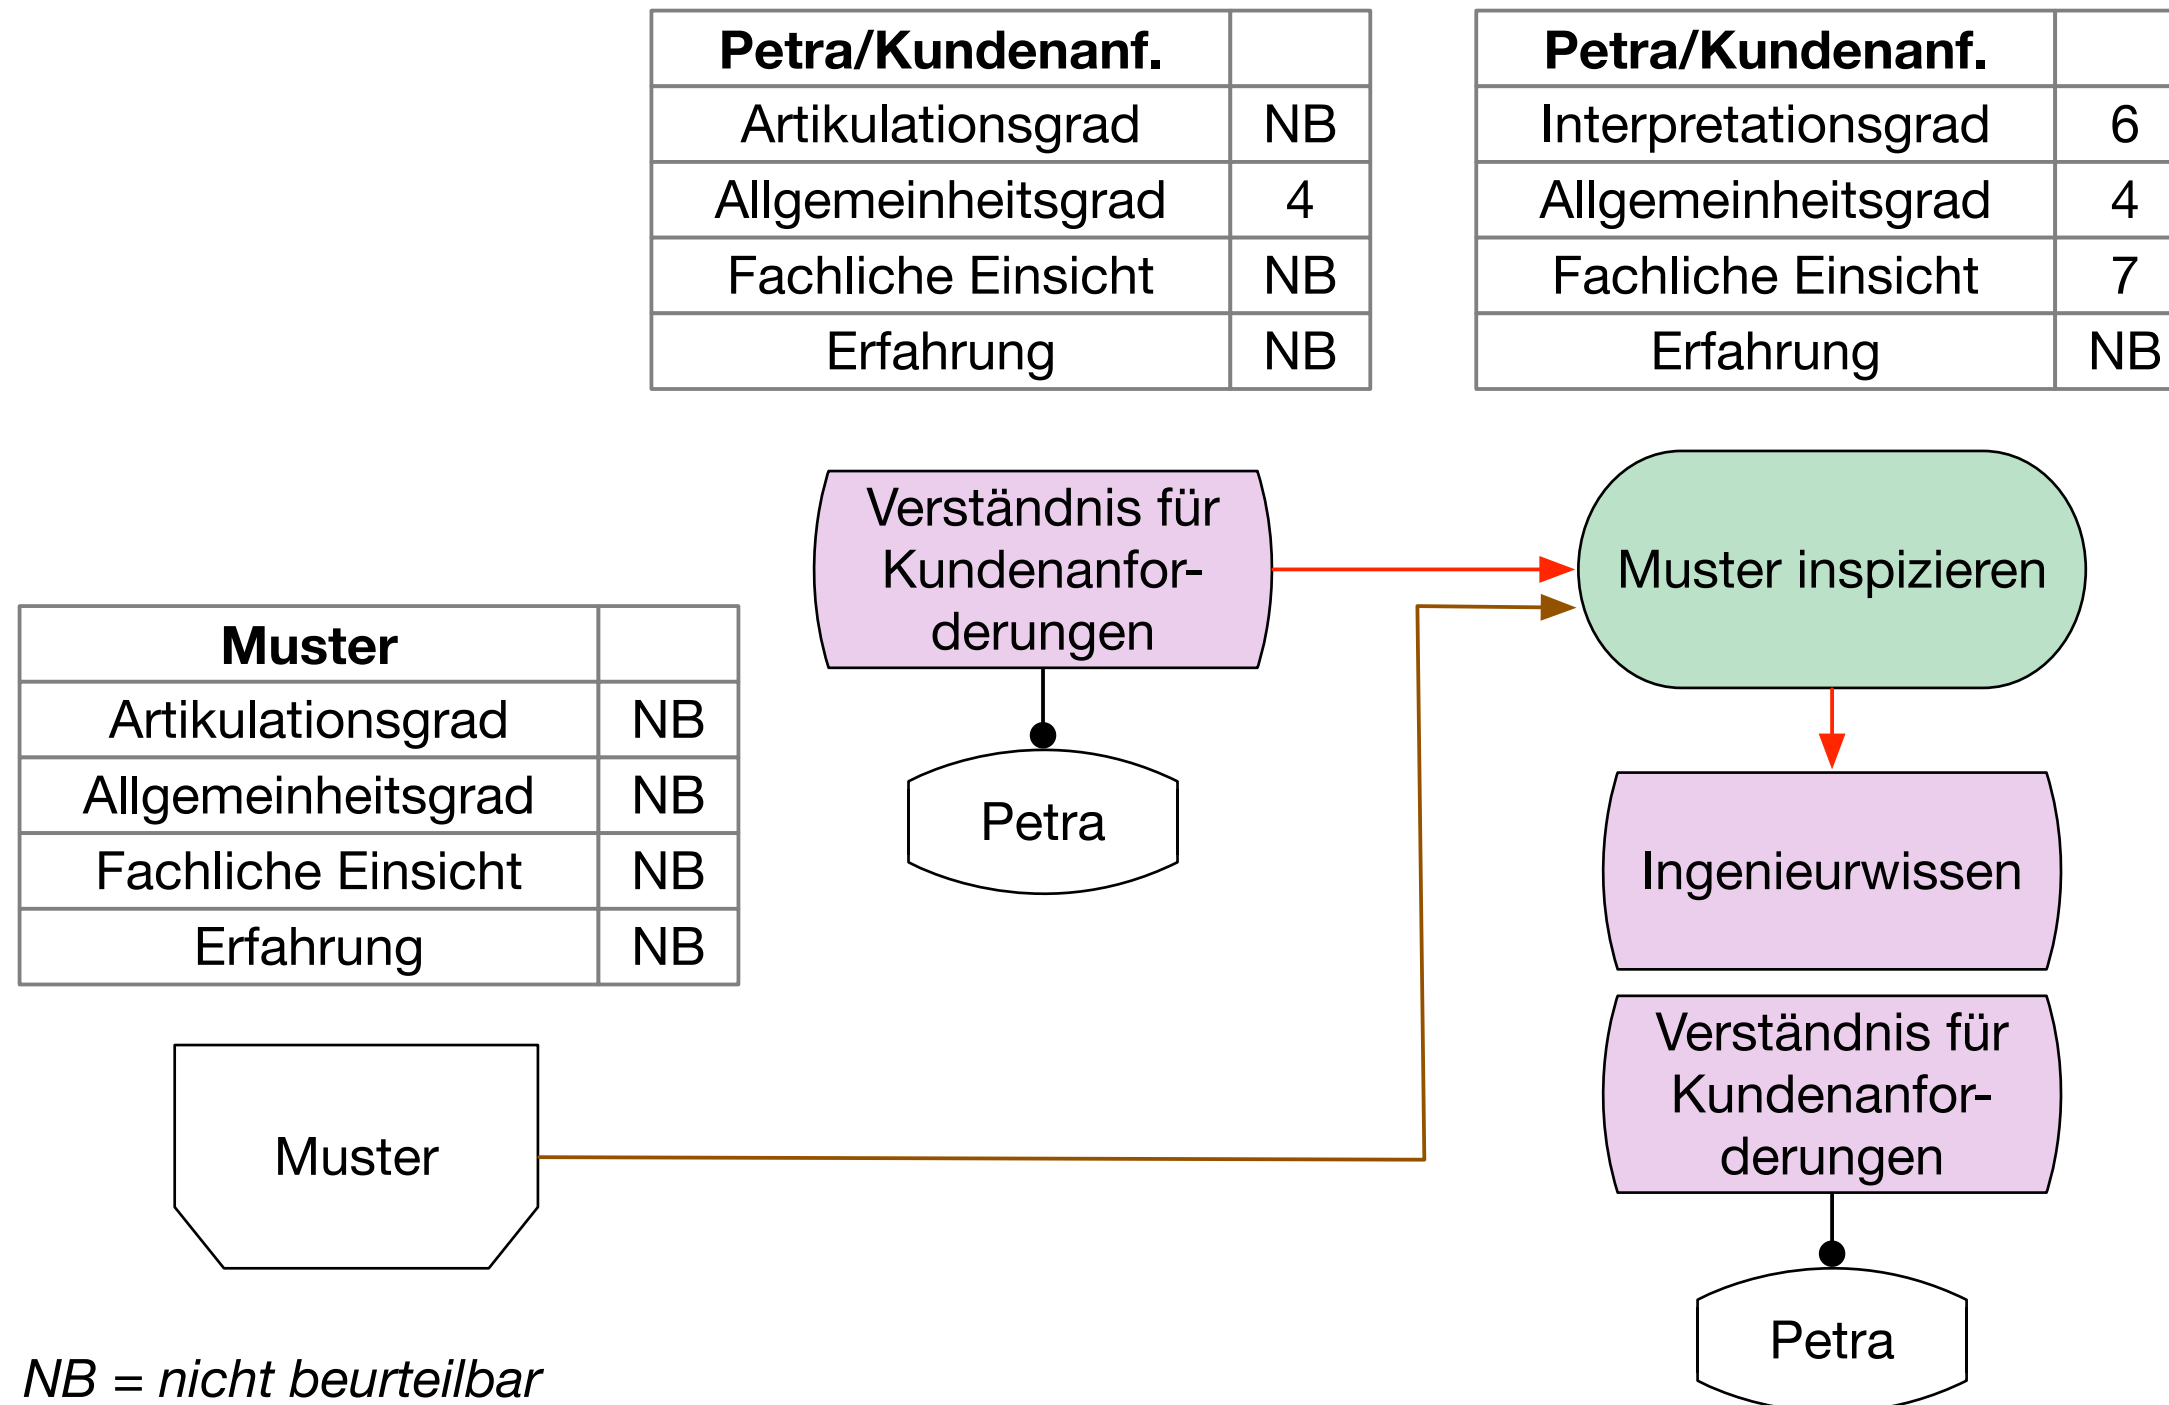 Petra/Kundenanf.
Artikulationsgrad NB
Allgemeinheitsgrad 4
Fachliche Einsicht NB
Erfahrung NB
Petra/Kundenanf.
Interpretationsgrad 6
Allgemeinheitsgrad 4
Fachliche Einsicht 7
Erfahrung NB
Verständnis für
Kundenanfor-
derungen
Petra
Muster inspizieren
Muster
Artikulationsgrad NB
Allgemeinheitsgrad NB
Fachliche Einsicht NB
Erfahrung NB
Ingenieurwissen
Verständnis für
Kundenanfor-
derungen
Petra
Muster
NB = nicht beurteilbar